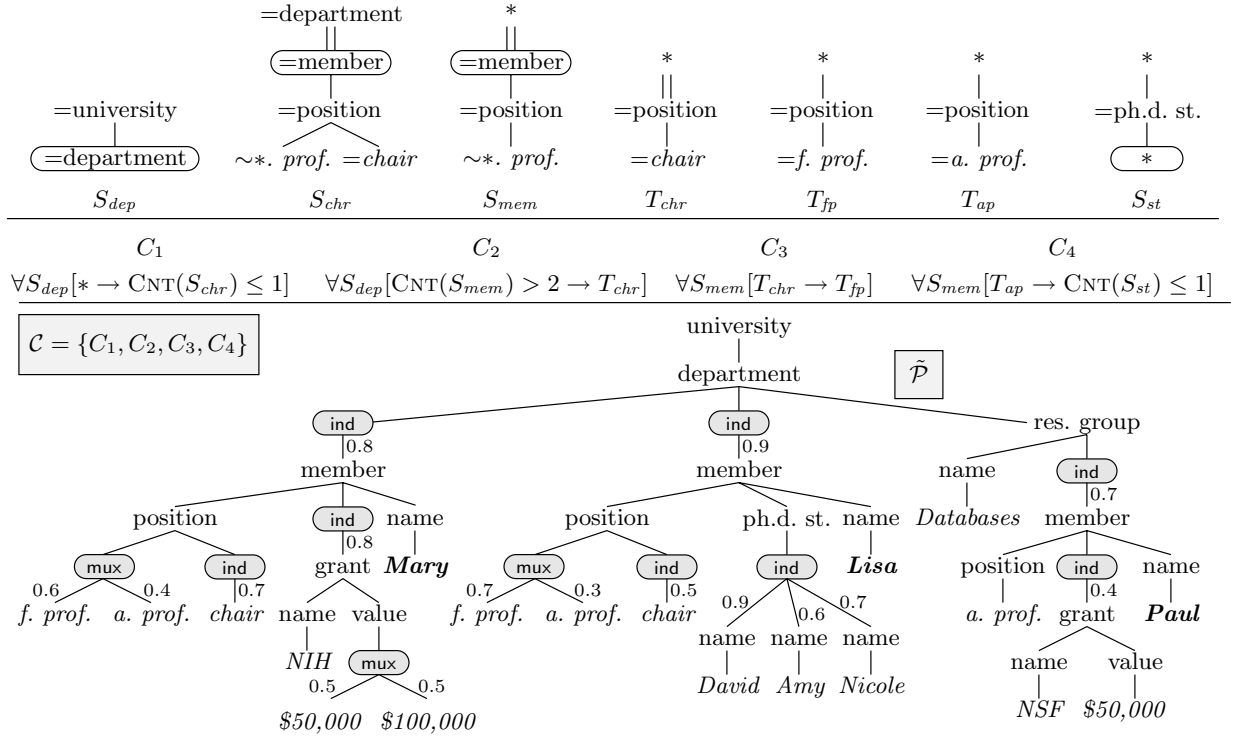 =department *
=member =member * * * *
=university =position =position =position =position =position =ph.d. st.
=department ~*. prof. =chair ~*. prof. =chair =f. prof. =a. prof. *
S_dep S_chr S_mem T_chr T_fp T_ap S_st
C_1 C_2 C_3 C_4
∀S_dep[* → CNT(S_chr) ≤ 1] ∀S_dep[CNT(S_mem) > 2 → T_chr] ∀S_mem[T_chr → T_fp] ∀S_mem[T_ap → CNT(S_st) ≤ 1]
C = {C_1, C_2, C_3, C_4}
university
department P̃
ind ind res. group
0.8 0.9
member member name ind
0.7
position ind name position ph.d. st. name Databases member
0.8
mux ind grant Mary mux ind ind Lisa position ind name
0.6 0.4 0.7 0.7 0.3 0.5 0.9 0.6 0.7 0.4
f. prof. a. prof. chair name value f. prof. a. prof. chair name name name a. prof. grant Paul
NIH mux David Amy Nicole name value
0.5 0.5
$50,000 $100,000 NSF $50,000